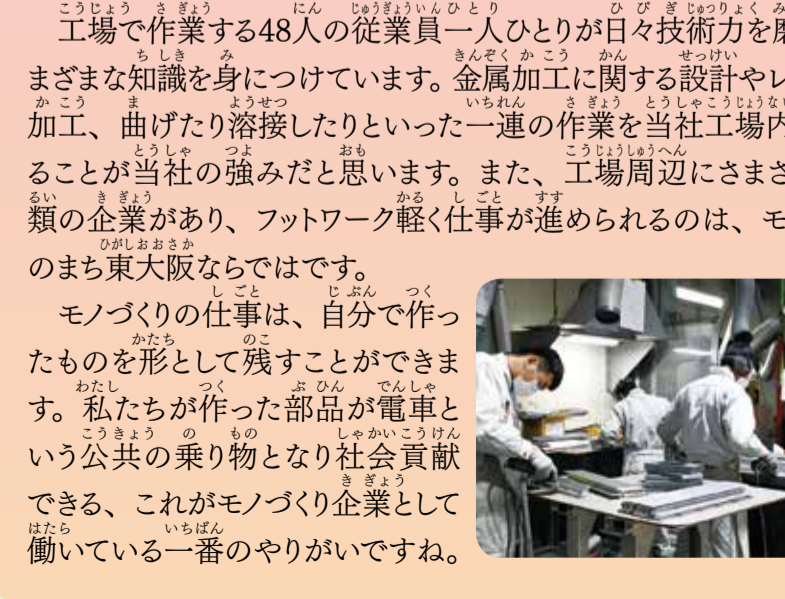 工場で作業する48人の従業員一人ひとりが日々技術力を
まざまな知識を身につけています。金属加工に関する設計やレ
加工、曲げたり溶接したりといった一連の作業を当社工場内
ることが当社の強みだと思います。また、工場周辺にさまざ
類の企業があり、フットワーク軽く仕事が進められるのは、モ
のまち東大阪ならではです。
モノづくりの仕事は、自分で作っ
たものを形として残すことができま
す。私たちが作った部品が電車と
いう公共の乗り物となり社会貢献
できる、これがモノづくり企業として
働いている一番のやりがいですね。